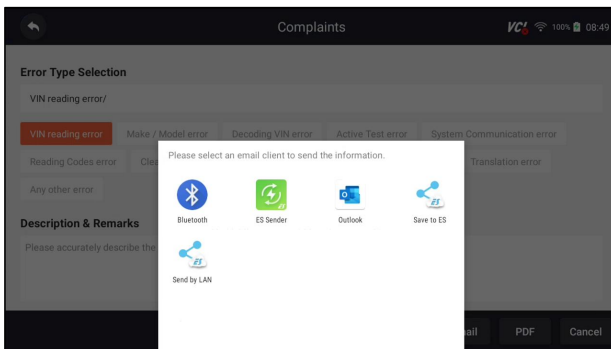 Complaints
VCI 100% 08:49
Error Type Selection
VIN reading error/
VIN reading error Make / Model error Decoding VIN error Active Test error System Communication error
Reading Codes error Translation error
Any other error
Please select an email client to send the information.
Bluetooth ES Sender Outlook Save to ES
Send by LAN
Description & Remarks
Please accurately describe the
PDF Cancel